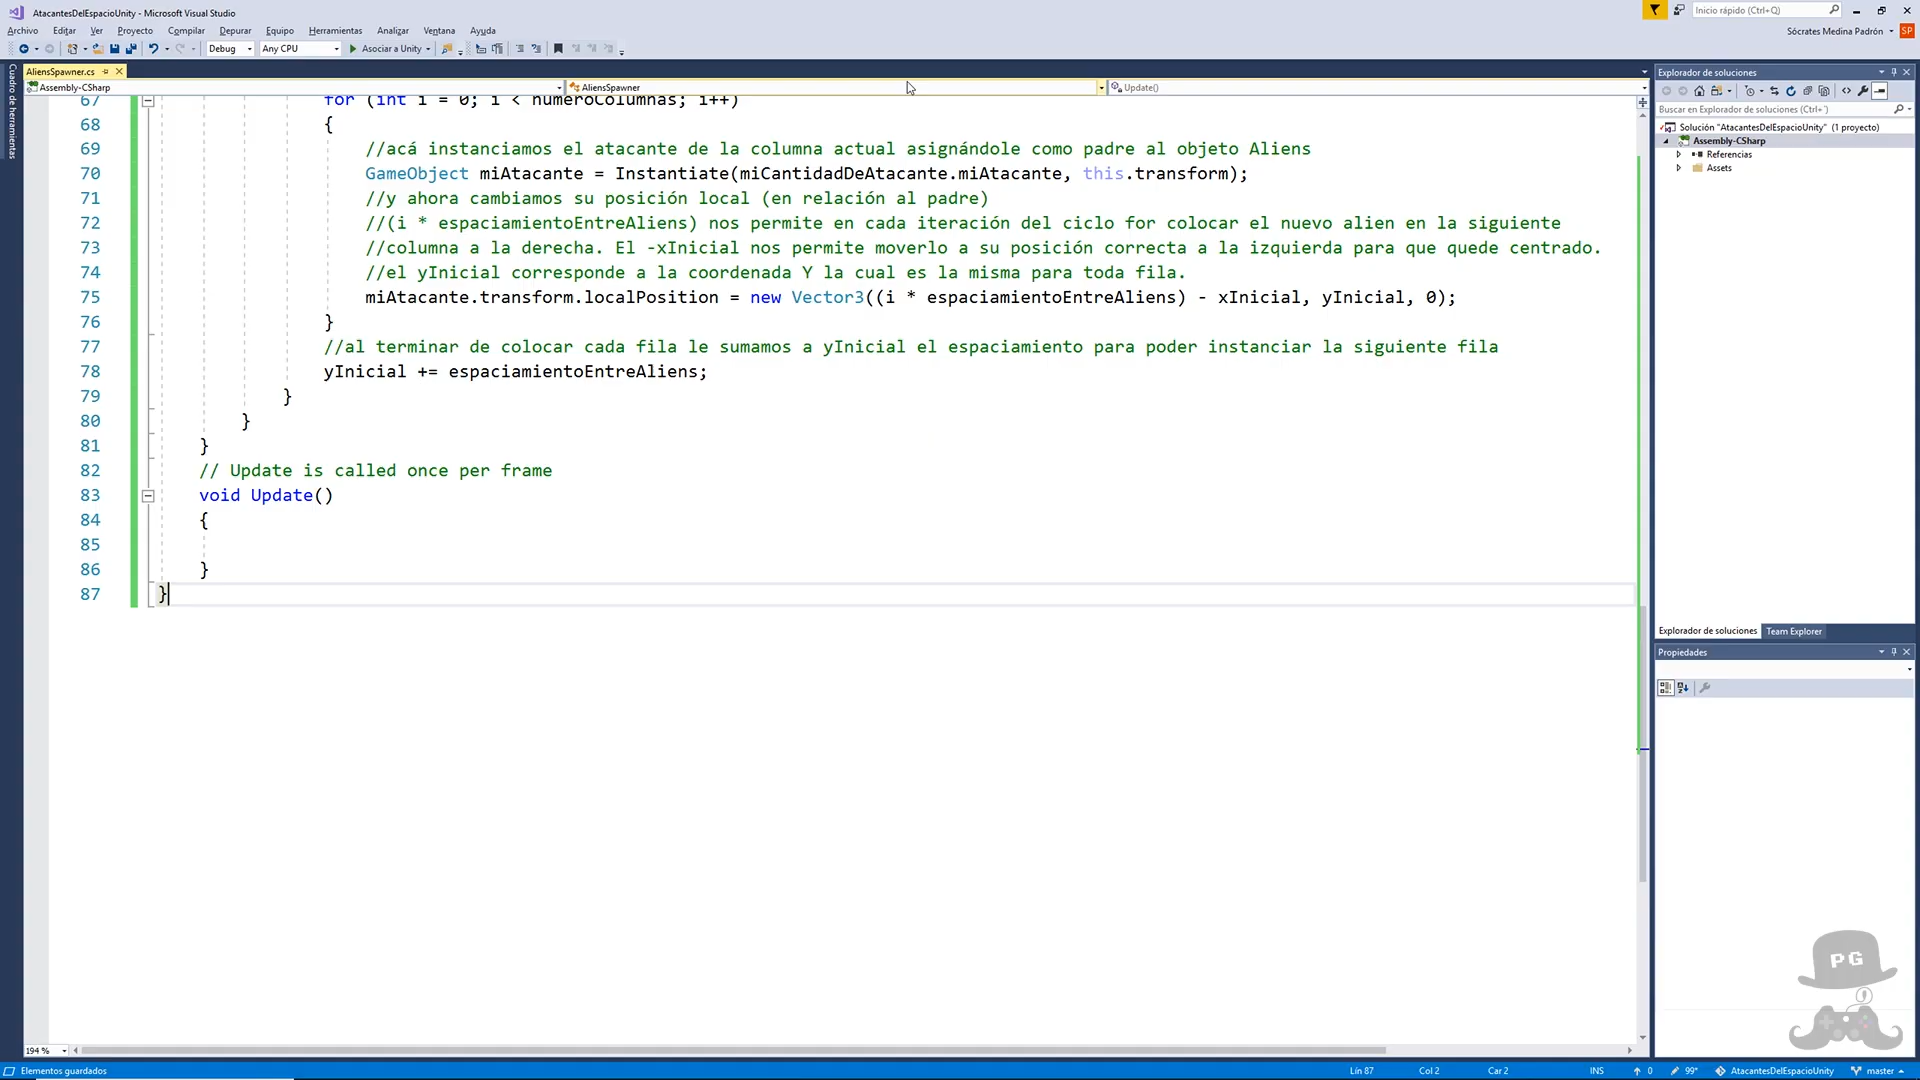 AtacantesDelEspacioUnity - Microsoft Visual Studio
Inicio rápido (Ctrl+Q)
Archivo Editar Ver Proyecto Compilar Depurar Equipo Herramientas Analizar Ventana Ayuda
Sócrates Medina Padrón SP
Debug Any CPU Asociar a Unity
Cuadro de herramientas
AliensSpawner.cs
Assembly-CSharp AliensSpawner Update()
67 for (int i = 0; i < numeroColumnas; i++)
68 {
69 //acá instanciamos el atacante de la columna actual asignándole como padre al objeto Aliens
70 GameObject miAtacante = Instantiate(miCantidadDeAtacante.miAtacante, this.transform);
71 //y ahora cambiamos su posición local (en relación al padre)
72 //(i * espaciamientoEntreAliens) nos permite en cada iteración del ciclo for colocar el nuevo alien en la siguiente
73 //columna a la derecha. El -xInicial nos permite moverlo a su posición correcta a la izquierda para que quede centrado.
74 //el yInicial corresponde a la coordenada Y la cual es la misma para toda fila.
75 miAtacante.transform.localPosition = new Vector3((i * espaciamientoEntreAliens) - xInicial, yInicial, 0);
76 }
77 //al terminar de colocar cada fila le sumamos a yInicial el espaciamiento para poder instanciar la siguiente fila
78 yInicial += espaciamientoEntreAliens;
79 }
80 }
81 }
82 // Update is called once per frame
83 void Update()
84 {
85
86 }
87 }
Explorador de soluciones
Buscar en Explorador de soluciones (Ctrl+´)
Solución "AtacantesDelEspacioUnity" (1 proyecto)
Assembly-CSharp
Referencias
Assets
Explorador de soluciones Team Explorer
Propiedades
PG
194 %
Elementos guardados Lín 87 Col 2 Car 2 INS 0 99* AtacantesDelEspacioUnity master